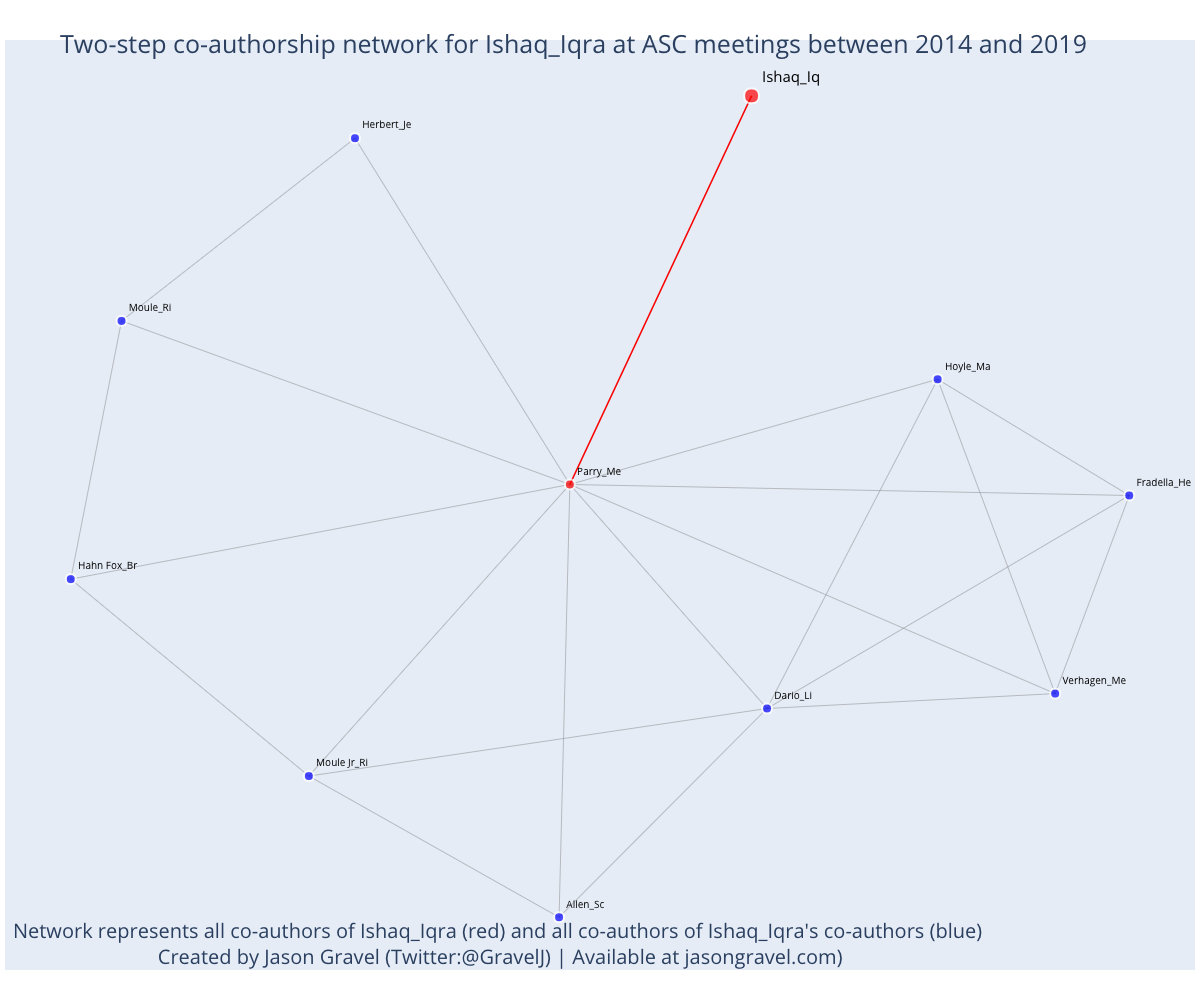 Two-step co-authorship network for Ishaq_Iqra at ASC meetings between 2014 and 2019
Ishaq_Iq
Herbert_Je
Moule_Ri
Hoyle_Ma
Parry_Me
Fradella_He
Hahn Fox_Br
Verhagen_Me
Dario_Li
Moule Jr_Ri
Allen_Sc
Network represents all co-authors of Ishaq_Iqra (red) and all co-authors of Ishaq_Iqra's co-authors (blue)
Created by Jason Gravel (Twitter:@GravelJ) | Available at jasongravel.com)